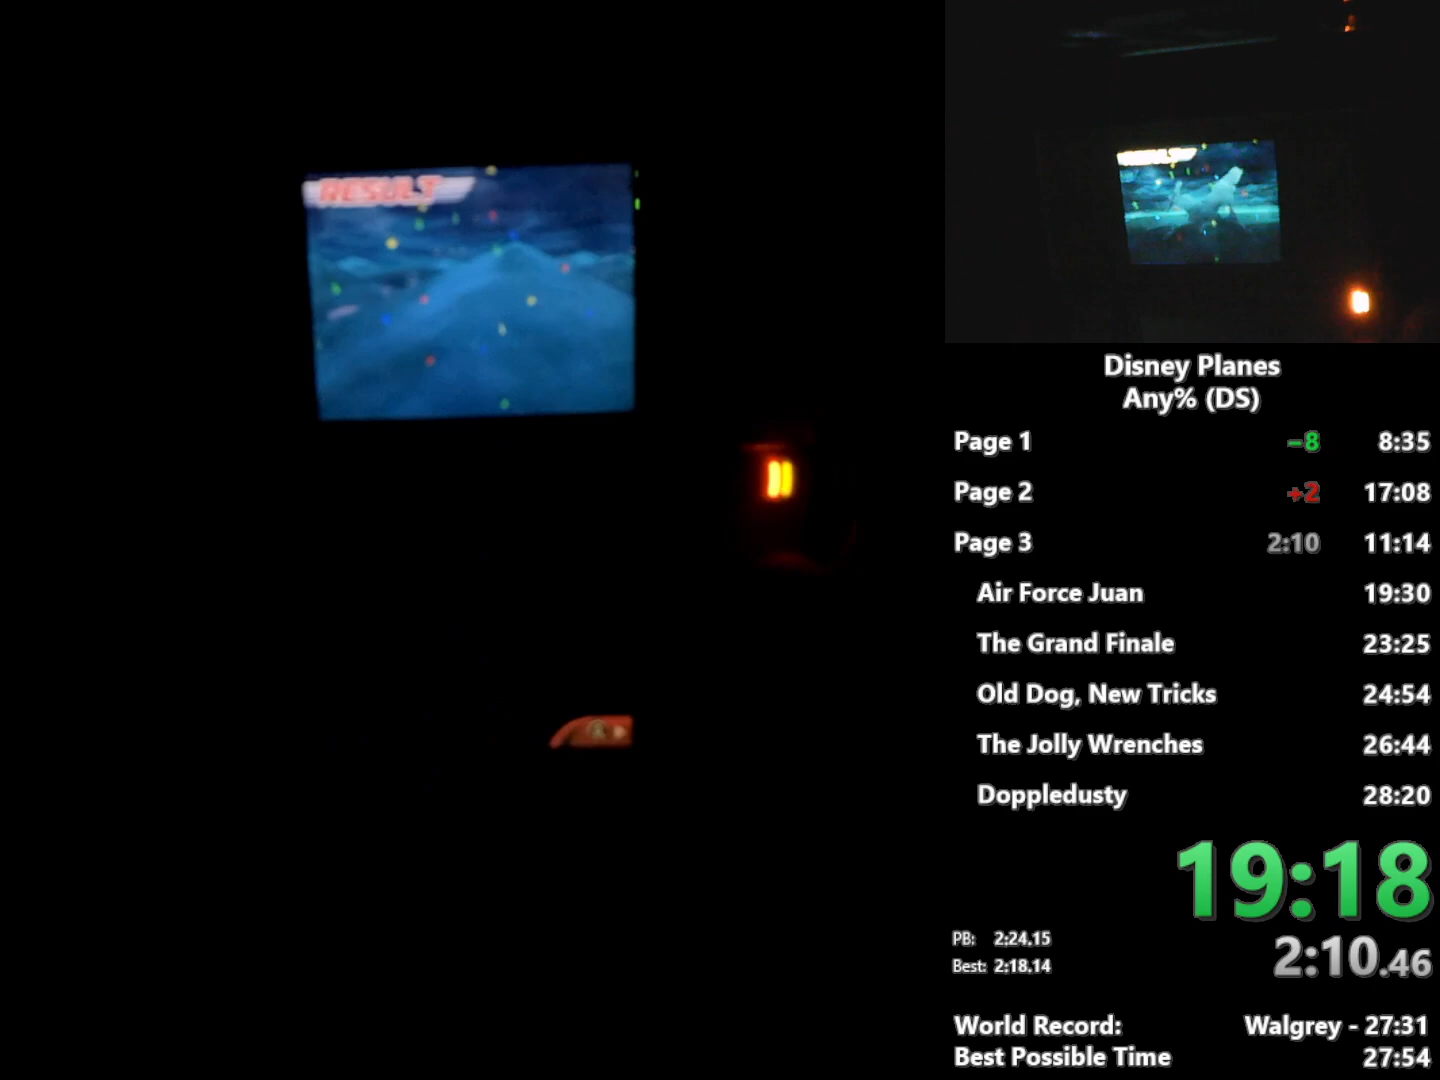 RESULT
Disney Planes
Any% (DS)
Page 1 -8 8:35
Page 2 +2 17:08
Page 3 2:10 11:14
Air Force Juan 19:30
The Grand Finale 23:25
Old Dog, New Tricks 24:54
The Jolly Wrenches 26:44
Doppledusty 28:20
19:18
PB: 2:24.15
Best: 2:18.14
2:10.46
World Record: Walgrey - 27:31
Best Possible Time 27:54